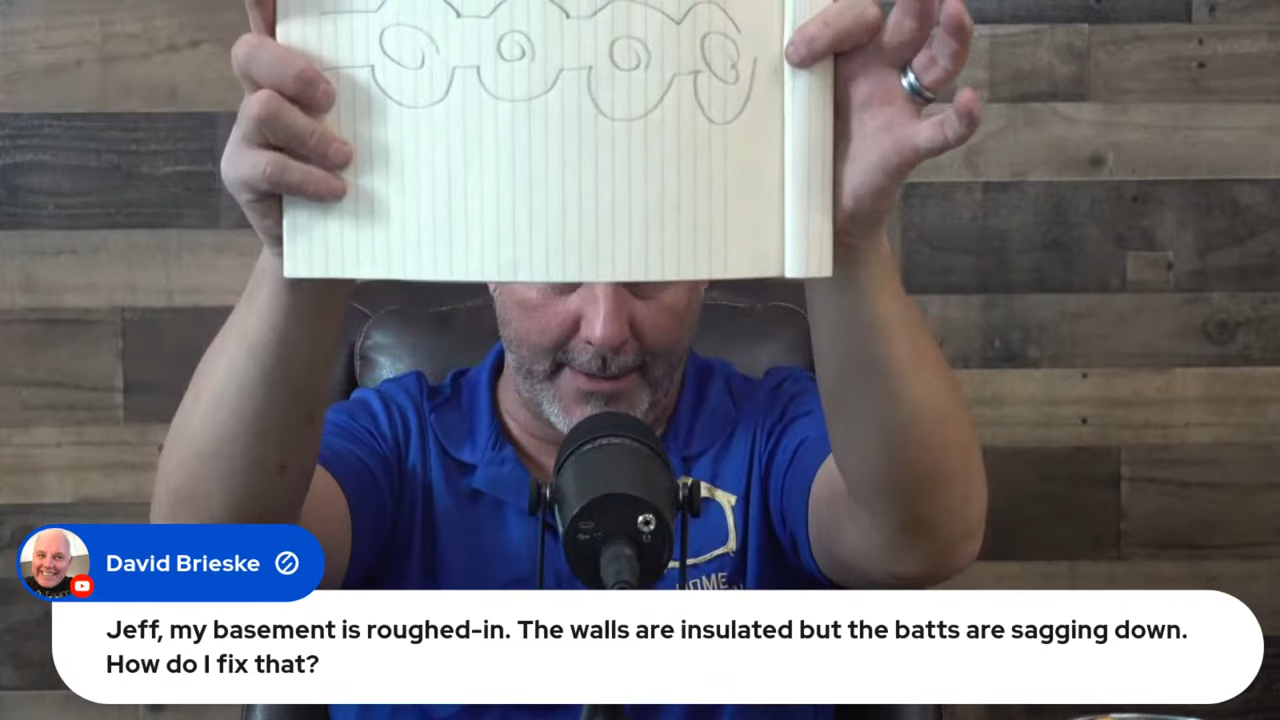 HOME
David Brieske
Jeff, my basement is roughed-in. The walls are insulated but the batts are sagging down.
How do I fix that?